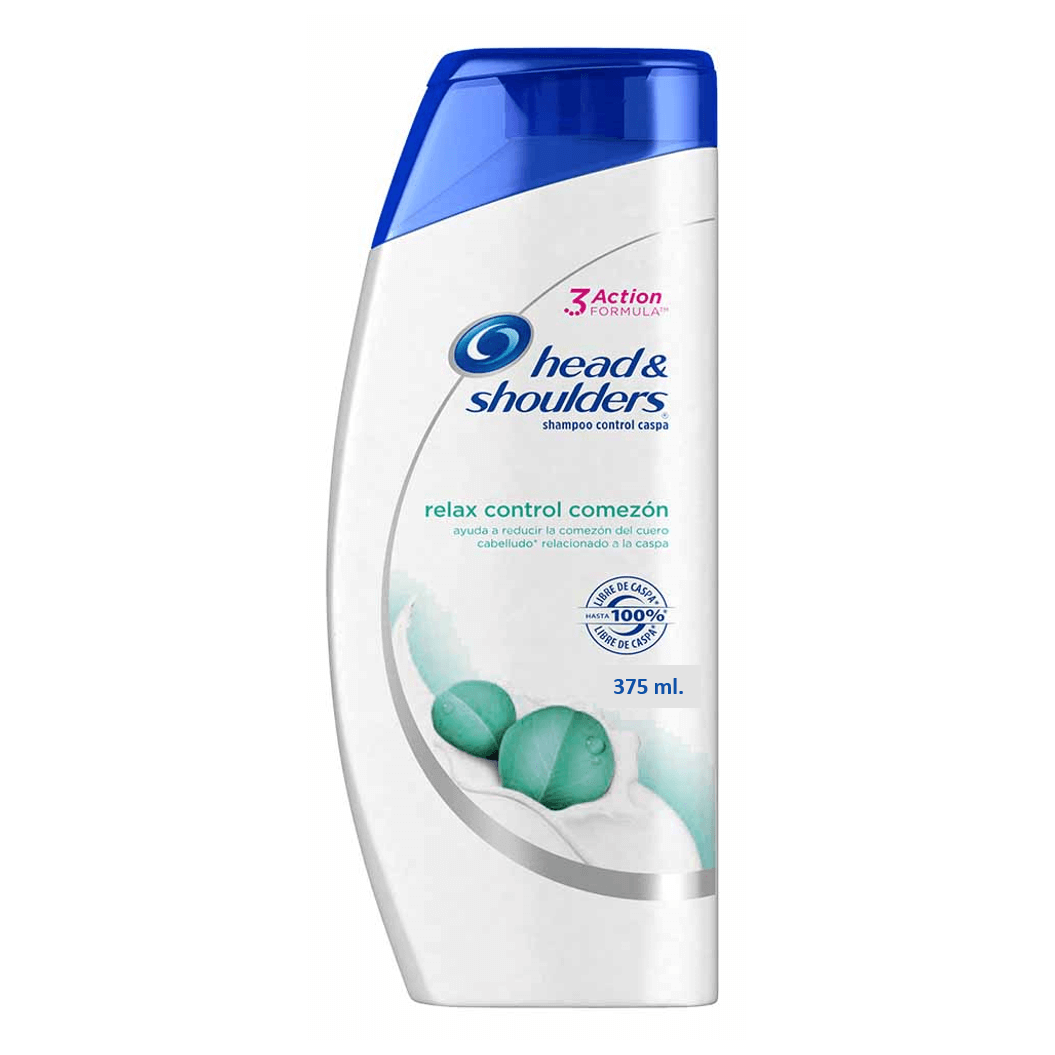 3 Action
FORMULA™
head &
shoulders®
shampoo control caspa
relax control comezón
ayuda a reducir la comezón del cuero
cabelludo* relacionado a la caspa
LIBRE DE CASPA*
HASTA 100%*
LIBRE DE CASPA*
375 ml.